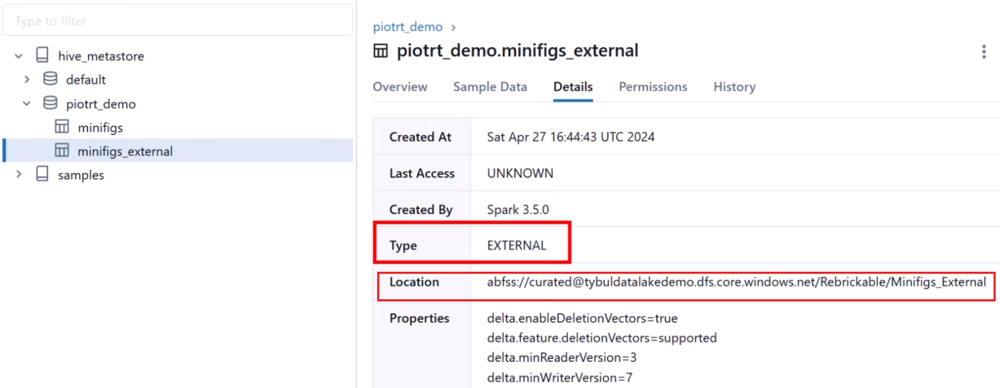 Type to filter
hive_metastore
default
piotrt_demo
minifigs
minifigs_external
samples
piotrt_demo >
piotrt_demo.minifigs_external
Overview Sample Data Details Permissions History
Created At Sat Apr 27 16:44:43 UTC 2024
Last Access UNKNOWN
Created By Spark 3.5.0
Type EXTERNAL
Location abfss://curated@tybuldatalakedemo.dfs.core.windows.net/Rebrickable/Minifigs_External
Properties delta.enableDeletionVectors=true
delta.feature.deletionVectors=supported
delta.minReaderVersion=3
delta.minWriterVersion=7